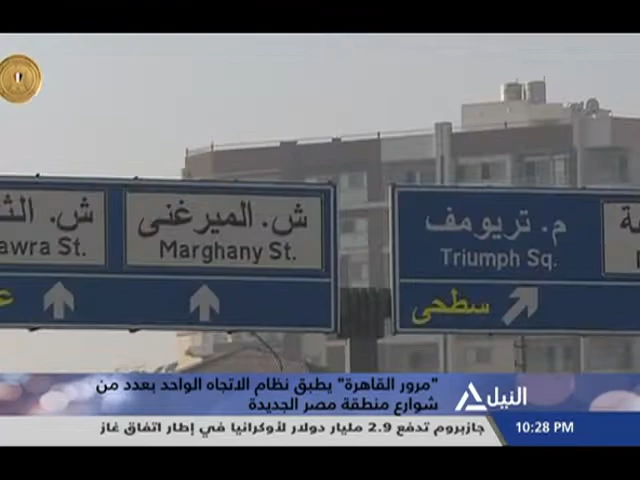 ش. الميرغنى
Marghany St.
awra St.
م. تريومف
Triumph Sq.
سطحى
"مرور القاهرة" يطبق نظام الاتجاه الواحد بعدد من
شوارع منطقة مصر الجديدة
النيل
جازبروم تدفع 2.9 مليار دولار لأوكرانيا في إطار اتفاق غاز
10:28 PM